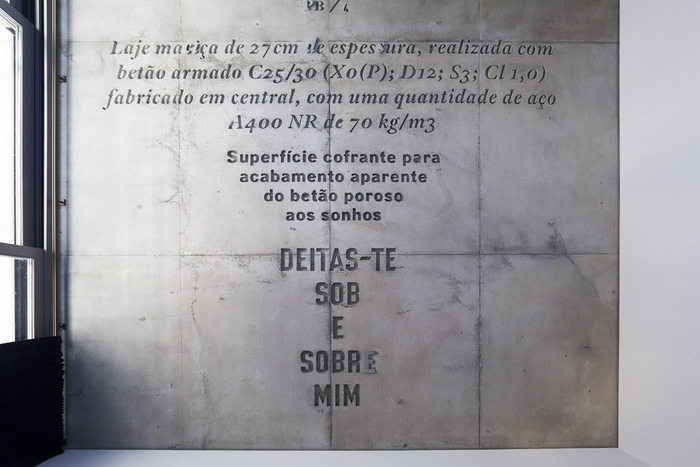 PB/4
Laje maciça de 27cm de espessura, realizada com
betão armado C25/30 (X0(P); D12; S3; Cl 1,0)
fabricado em central, com uma quantidade de aço
A400 NR de 70 kg/m3
Superfície cofrante para
acabamento aparente
do betão poroso
aos sonhos
DEITAS-TE
SOB
E
SOBRE
MIM